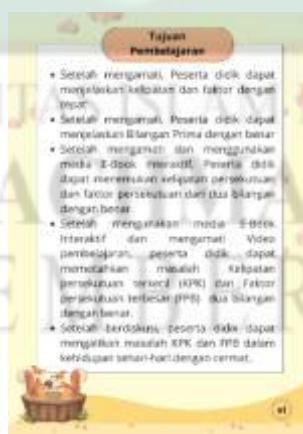 Tujuan
Pembelajaran
• Setelah mengamati, Peserta didik dapat
menjelaskan kelipatan dan faktor dengan
tepat
• Setelah mengamati, Peserta didik dapat
menjelaskan Bilangan Prima dengan benar
• Setelah mengamati dan menggunakan
media E-Book Interaktif, Peserta didik
dapat menemukan kelipatan persekutuan
dan faktor persekutuan dari dua bilangan
dengan benar.
• Setelah menggunakan media E-Book
Interaktif dan mengamati Video
pembelajaran, peserta didik dapat
memecahkan masalah Kelipatan
persekutuan terkecil (KPK) dan Faktor
persekutuan terbesar (FPB) dua bilangan
dengan benar.
• Setelah berdiskusi, peserta didik dapat
mengaitkan masalah KPK dan FPB dalam
kehidupan sehari-hari dengan cermat.
vi